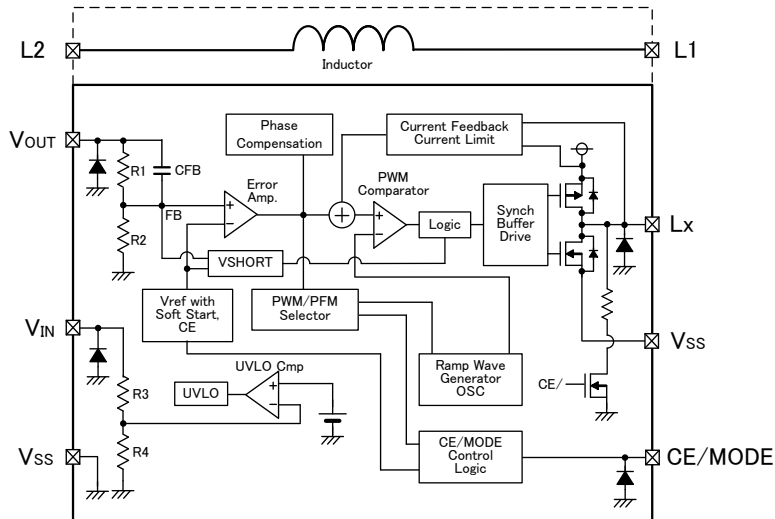 L2
L1
Inductor
VOUT
Phase
Compensation
Current Feedback
Current Limit
R1
CFB
Error
Amp.
PWM
Comparator
+
−
FB
+
+
−
Logic
Synch
Buffer
Drive
Lx
R2
VSHORT
Vref with
Soft Start,
CE
PWM/PFM
Selector
VIN
VSS
R3
UVLO Cmp
UVLO
+
−
Ramp Wave
Generator
OSC
CE/
R4
VSS
CE/MODE
Control
Logic
CE/MODE